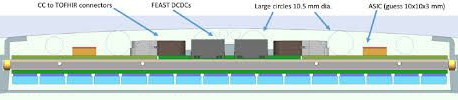 CC to TOFHIR connectors
FEAST DCDCs
Large circles 10.5 mm dia.
ASIC (guess 10x10x3 mm)